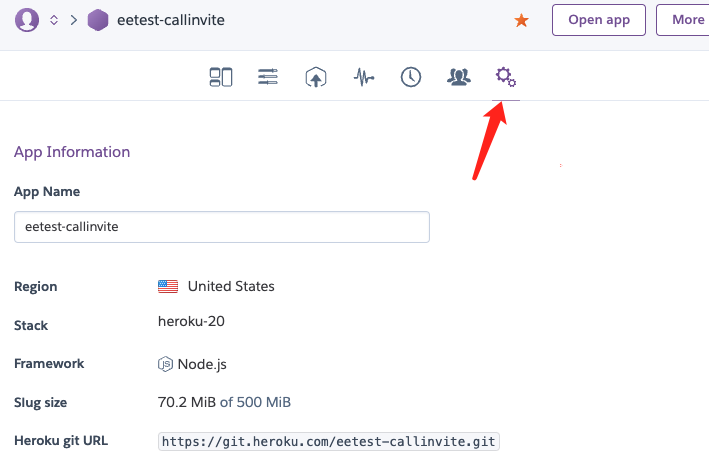 eetest-callinvite
Open app
More
App Information
App Name
eetest-callinvite
Region United States
Stack heroku-20
Framework JS Node.js
Slug size 70.2 MiB of 500 MiB
Heroku git URL https://git.heroku.com/eetest-callinvite.git